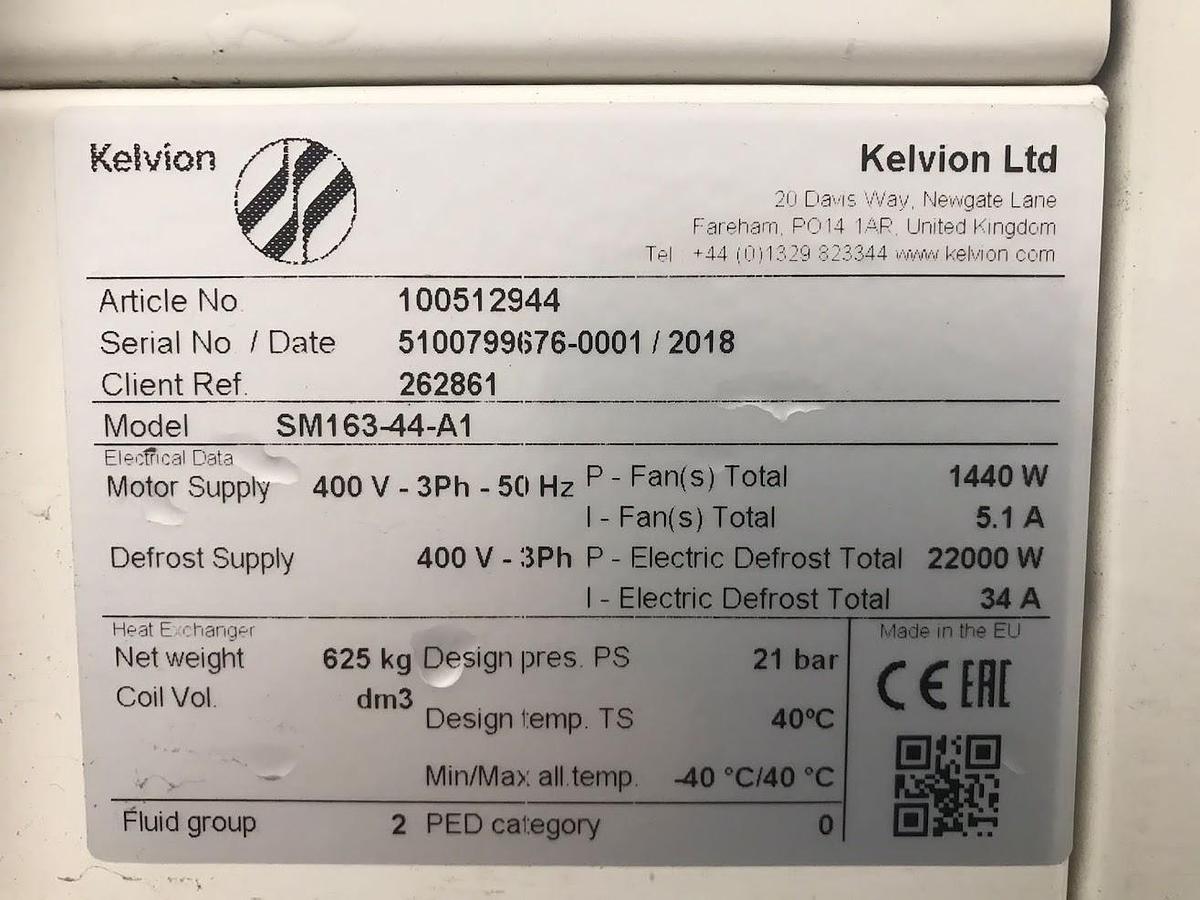 Kelvion
Kelvion Ltd
20 Davis Way, Newgate Lane
Fareham, PO14 1AR, United Kingdom
Tel : +44 (0)1329 823344 www.kelvion.com
Article No. 100512944
Serial No. / Date 5100799676-0001 / 2018
Client Ref. 262861
Model SM163-44-A1
Electrical Data
Motor Supply 400 V - 3Ph - 50 Hz P - Fan(s) Total 1440 W
I - Fan(s) Total 5.1 A
Defrost Supply 400 V - 3Ph P - Electric Defrost Total 22000 W
I - Electric Defrost Total 34 A
Heat Exchanger
Made in the EU
Net weight 625 kg Design pres. PS 21 bar
Coil Vol. dm3
CE EAC
Design temp. TS 40°C
Min/Max all.temp. -40 °C/40 °C
Fluid group 2 PED category 0